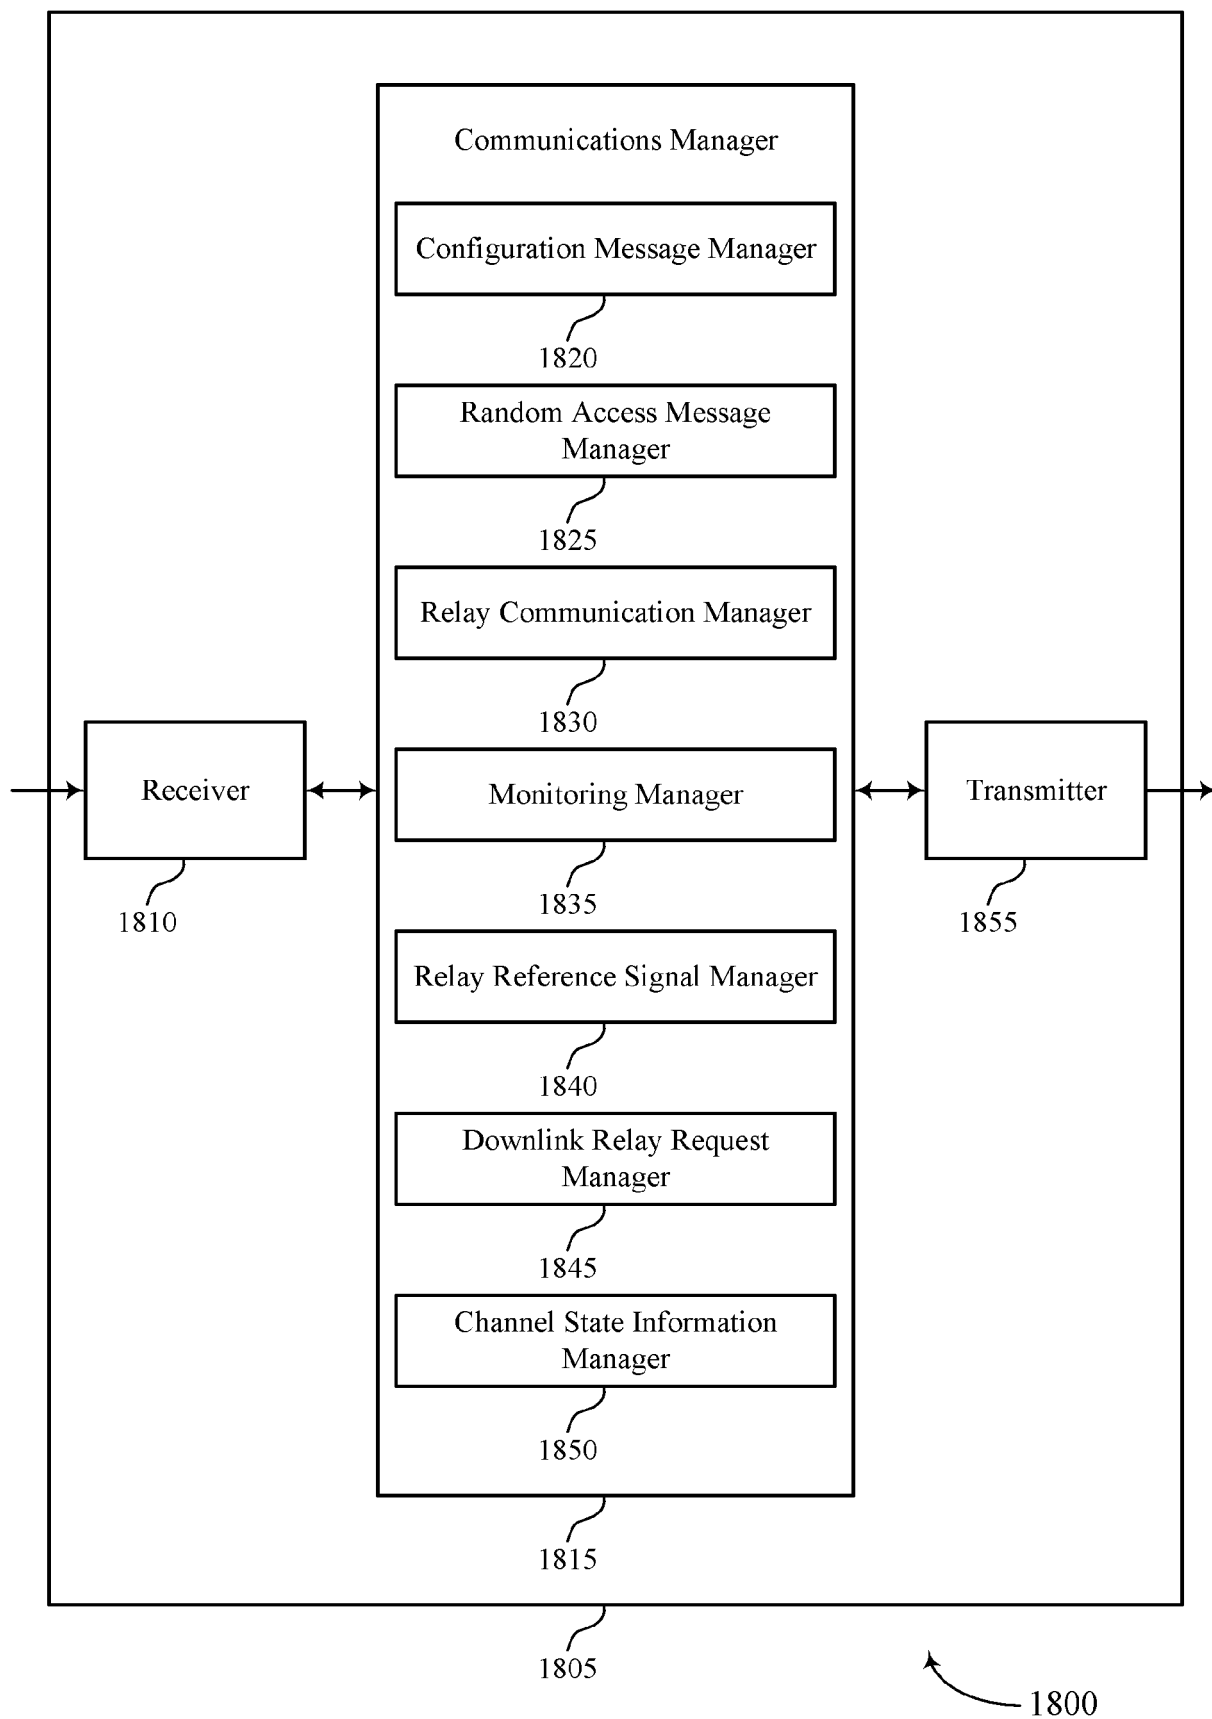 Communications Manager
Configuration Message Manager
1820
Random Access Message
Manager
1825
Relay Communication Manager
1830
Receiver
1810
Monitoring Manager
1835
Transmitter
1855
Relay Reference Signal Manager
1840
Downlink Relay Request
Manager
1845
Channel State Information
Manager
1850
1815
1805
1800